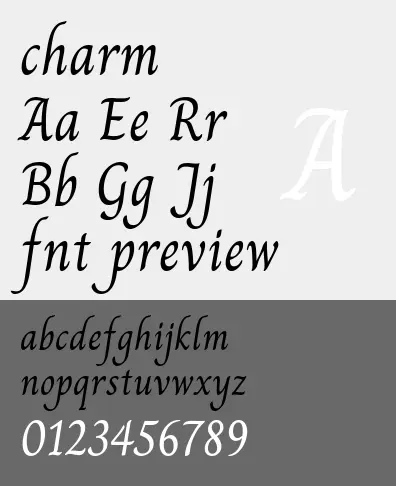 charm
Aa Ee Rr
A
Bb Gg Jj
fnt preview
abcdefghijklm
nopqrstuvwxyz
0123456789